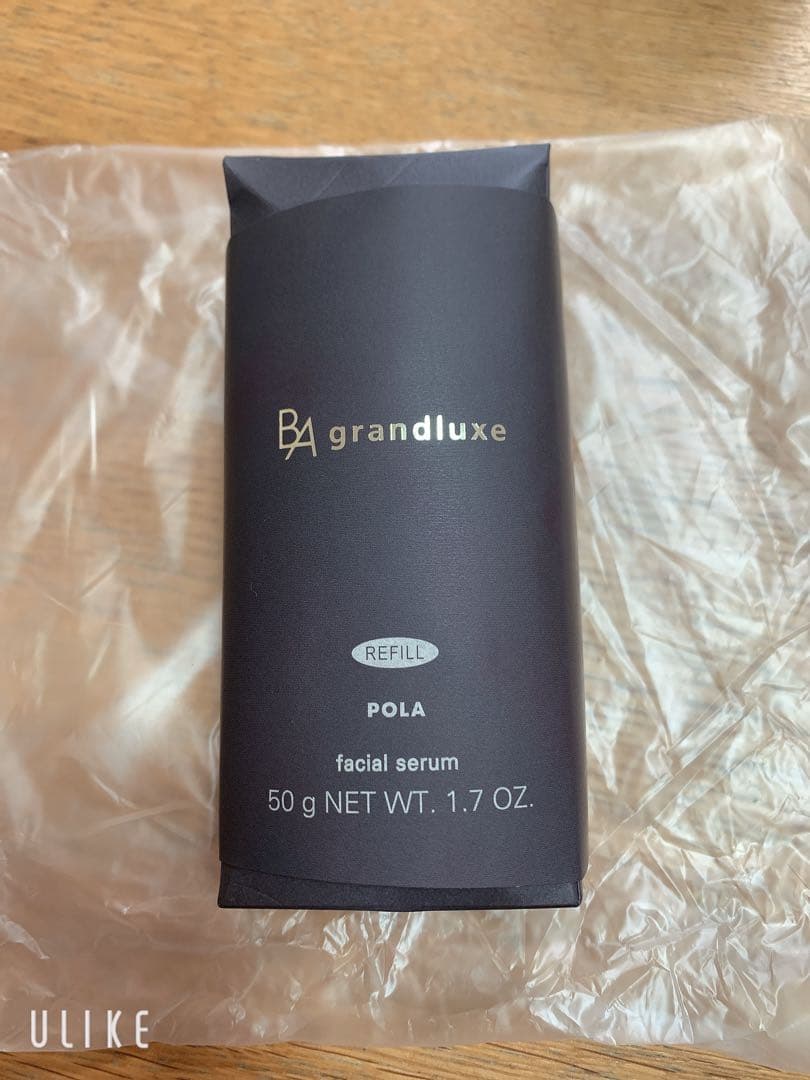 BA grandluxe
REFILL
POLA
facial serum
50 g NET WT. 1.7 OZ.
ULIKE